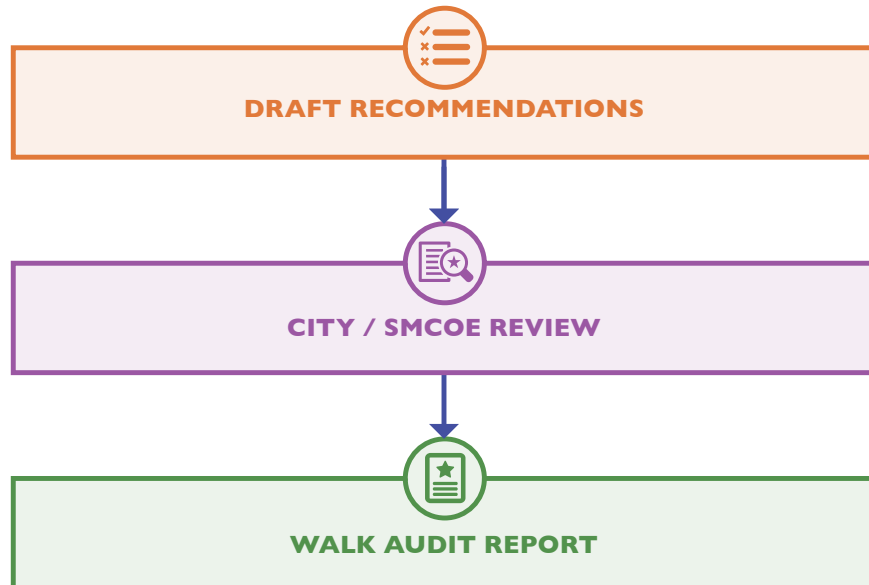 DRAFT RECOMMENDATIONS
CITY / SMCOE REVIEW
WALK AUDIT REPORT